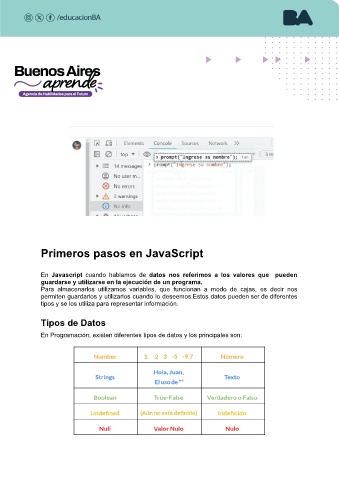 /educacionBA
BA
Buenos Aires
aprende
Agencia de Habilidades para el Futuro
Elements Console Sources Network
top
prompt("ingrese su nombre");
14 messages
prompt("ingrese su nombre");
No user m...
No errors
2 warnings
No info
Primeros pasos en JavaScript
En Javascript cuando hablamos de datos nos referimos a los valores que pueden
guardarse y utilizarse en la ejecución de un programa.
Para almacenarlos utilizamos variables, que funcionan a modo de cajas, es decir nos
permiten guardarlos y utilizarlos cuando lo deseemos.Estos datos pueden ser de diferentes
tipos y se los utiliza para representar información.
Tipos de Datos
En Programación, existen diferentes tipos de datos y los principales son:
Number 1 2 3 -5 -9,7 Número
Strings Hola, Juan, Texto
El uso de ""
Boolean True-False Verdadero o Falso
Undefined (Aún no está definido) Indefinido
Null Valor Nulo Nulo